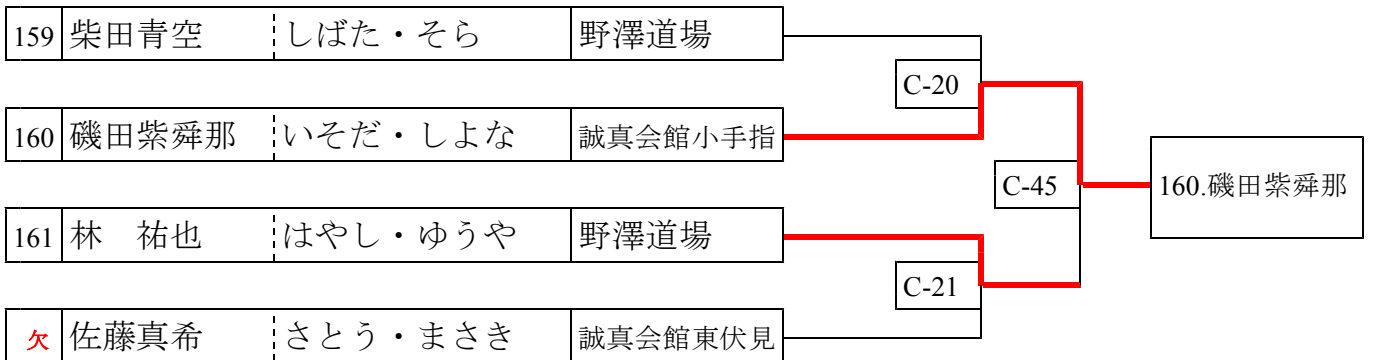 159 柴田青空 しばた・そら 野澤道場
C-20
160 磯田紫舜那 いそだ・しよな 誠真会館小手指
C-45
160.磯田紫舜那
161 林　祐也 はやし・ゆうや 野澤道場
C-21
欠 佐藤真希 さとう・まさき 誠真会館東伏見